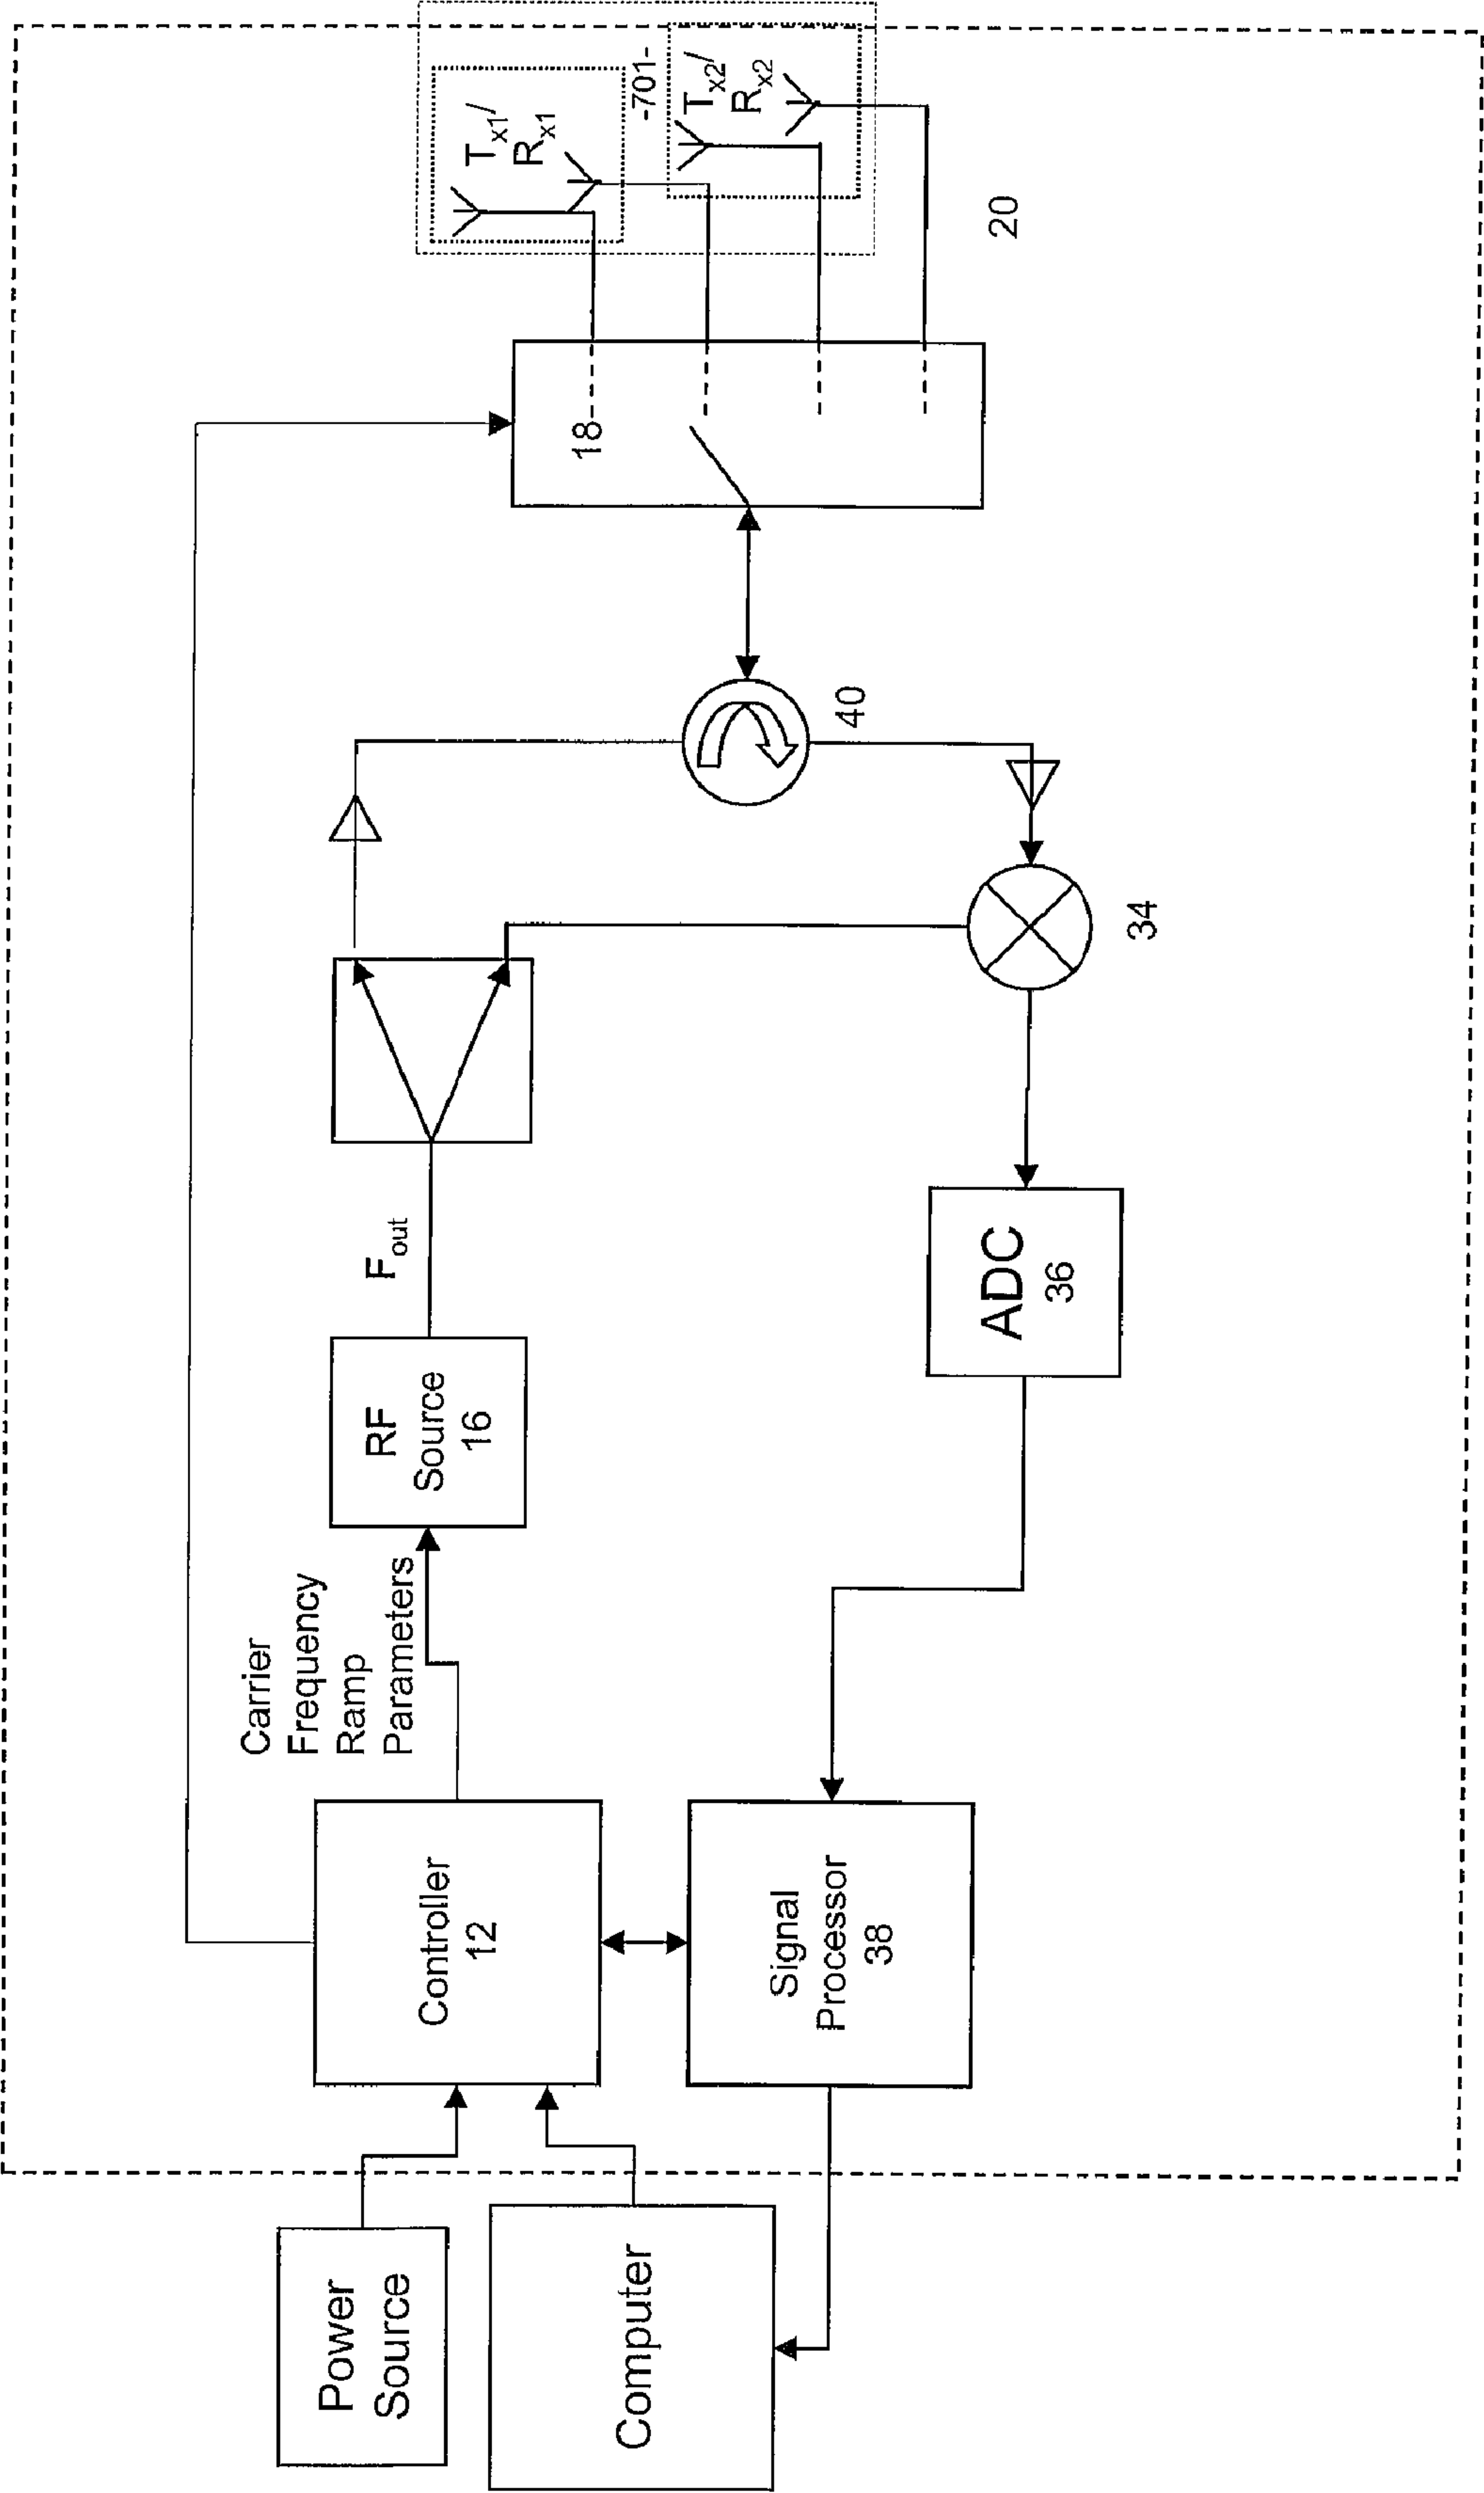 Power
Source
Computer
Controller
12
Signal
Processor
38
Carrier
Frequency
Ramp
Parameters
RF
Source
16
F out
ADC
36
34
40
18
20
Tx1/
Rx1
-701-
Tx2/
Rx2